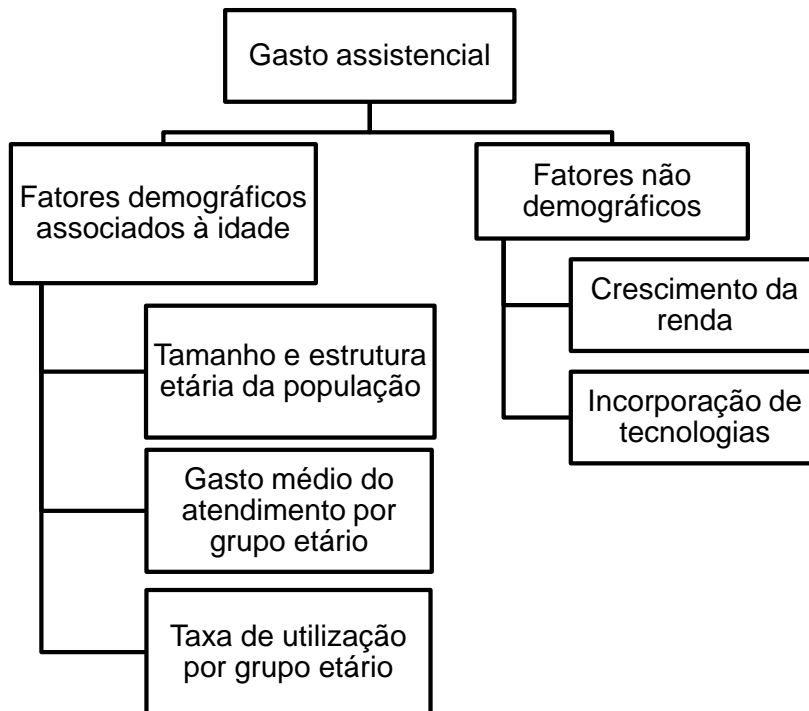 Gasto assistencial
Fatores demográficos
associados à idade
Tamanho e estrutura
etária da população
Gasto médio do
atendimento por
grupo etário
Taxa de utilização
por grupo etário
Fatores não
demográficos
Crescimento da
renda
Incorporação de
tecnologias